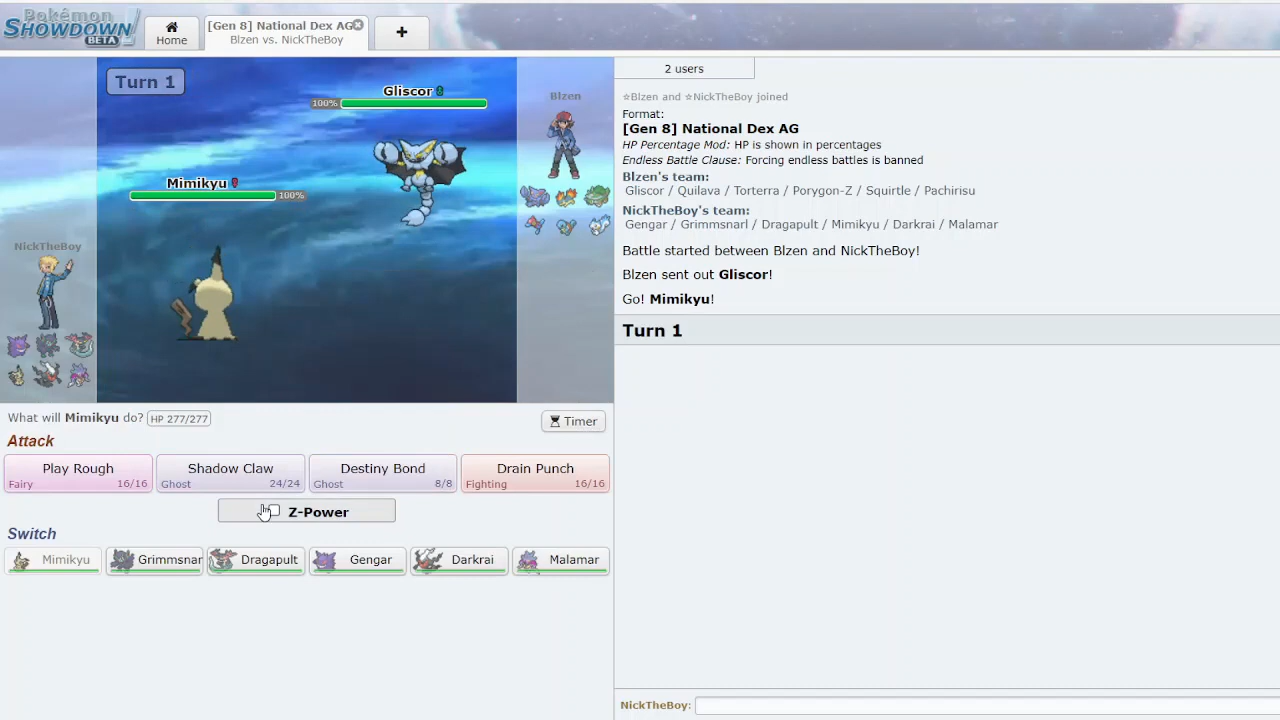 Pokémon
SHOWDOWN
BETA
Home
[Gen 8] National Dex AG
Blzen vs. NickTheBoy
+
Turn 1
Gliscor
100%
Mimikyu
100%
NickTheBoy
Blzen
What will Mimikyu do? HP 277/277
Timer
Attack
Play Rough
Fairy 16/16
Shadow Claw
Ghost 24/24
Destiny Bond
Ghost 8/8
Drain Punch
Fighting 16/16
Z-Power
Switch
Mimikyu
Grimmsnar
Dragapult
Gengar
Darkrai
Malamar
2 users
☆Blzen and ☆NickTheBoy joined
Format:
[Gen 8] National Dex AG
HP Percentage Mod: HP is shown in percentages
Endless Battle Clause: Forcing endless battles is banned
Blzen's team:
Gliscor / Quilava / Torterra / Porygon-Z / Squirtle / Pachirisu
NickTheBoy's team:
Gengar / Grimmsnarl / Dragapult / Mimikyu / Darkrai / Malamar
Battle started between Blzen and NickTheBoy!
Blzen sent out Gliscor!
Go! Mimikyu!
Turn 1
NickTheBoy: